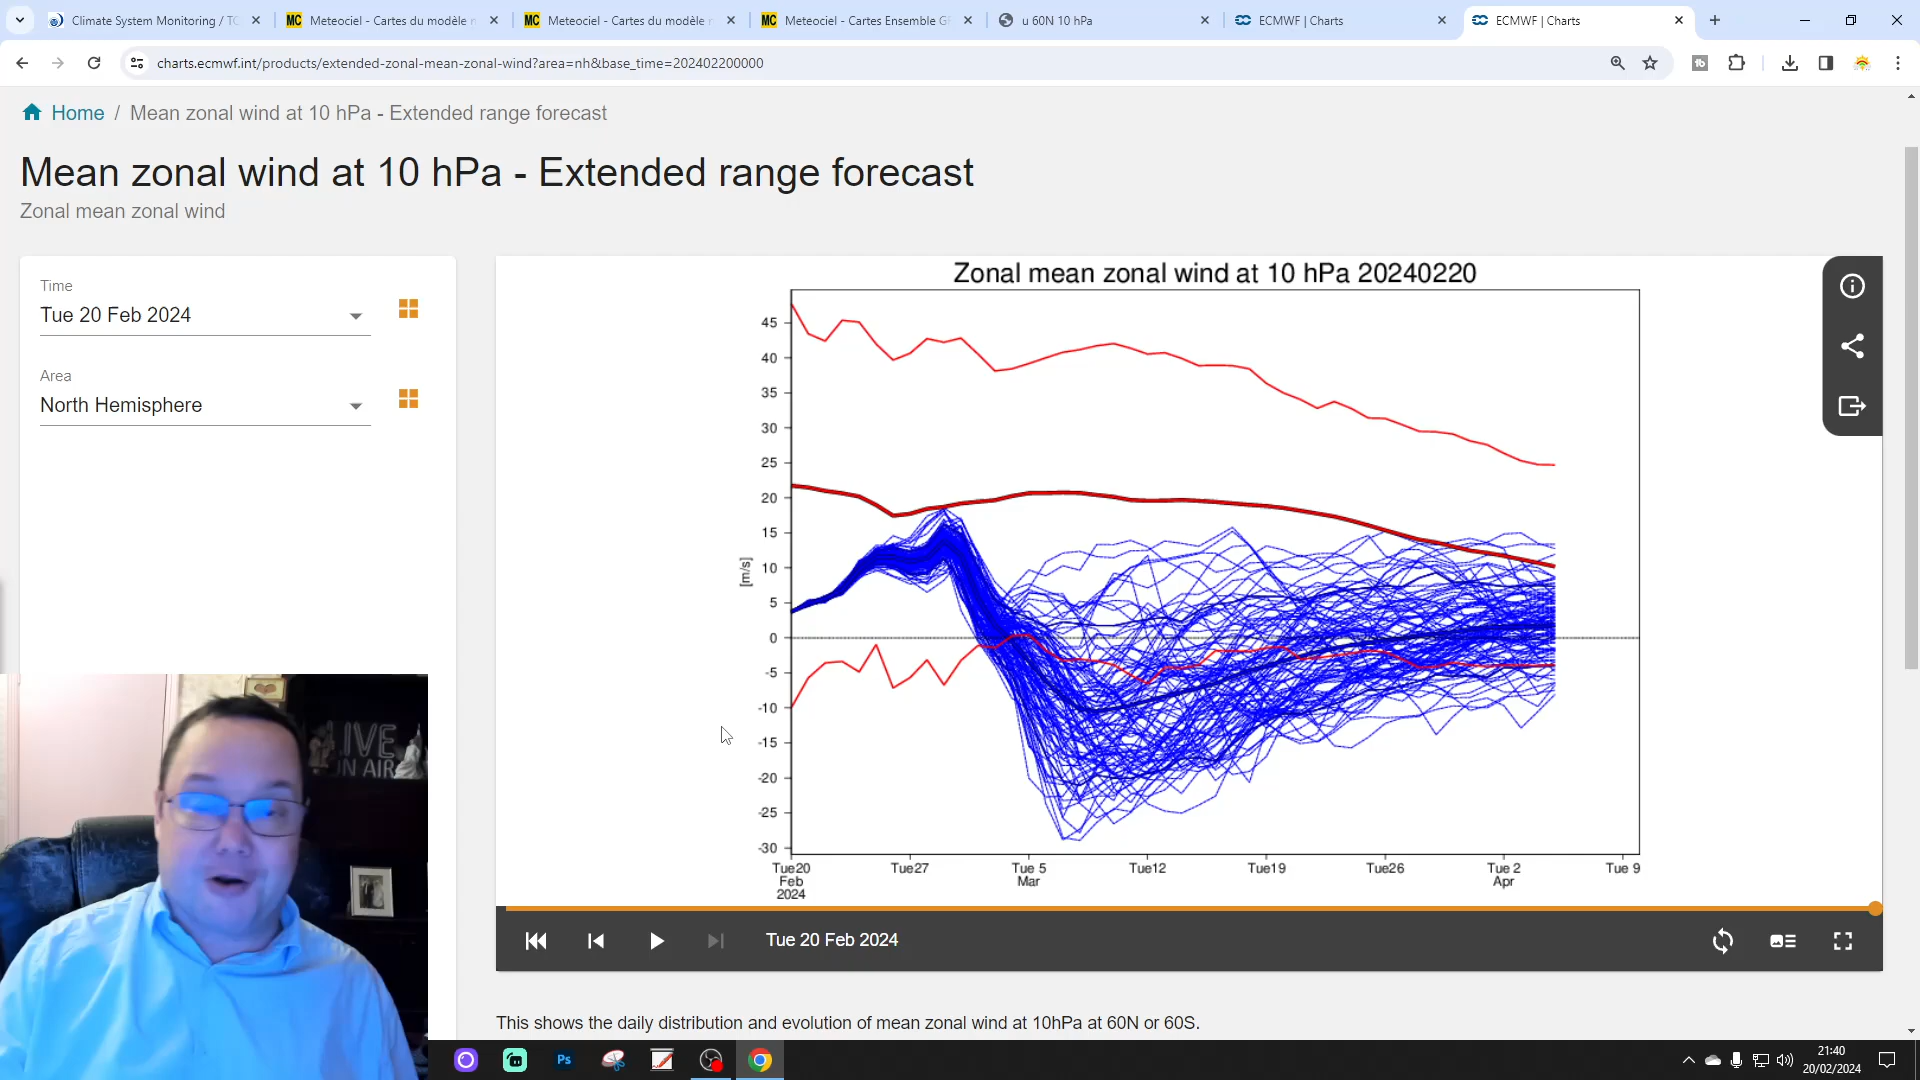 Climate System Monitoring / TC
Meteociel - Cartes du modèle
Meteociel - Cartes du modèle
Meteociel - Cartes Ensemble
u 60N 10 hPa
ECMWF | Charts
ECMWF | Charts
charts.ecmwf.int/products/extended-zonal-mean-zonal-wind?area=nh&base_time=202402200000
Home / Mean zonal wind at 10 hPa - Extended range forecast
Mean zonal wind at 10 hPa - Extended range forecast
Zonal mean zonal wind
Time
Tue 20 Feb 2024
Area
North Hemisphere
Zonal mean zonal wind at 10 hPa 20240220
45
40
35
30
25
20
15
10
5
0
-5
-10
-15
-20
-25
-30
[m/s]
Tue20 Tue27 Tue 5 Tue12 Tue19 Tue26 Tue 2 Tue 9
Feb Mar Apr
2024
Tue 20 Feb 2024
This shows the daily distribution and evolution of mean zonal wind at 10hPa at 60N or 60S.
LIVE
ON AIR
Ps
21:40
20/02/2024